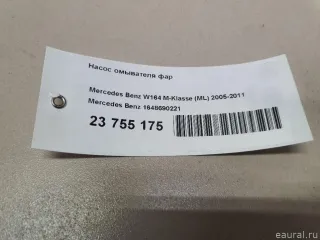 Насос омывателя фар
Mercedes Benz W164 M-Klasse (ML) 2005-2011
Mercedes Benz 1648690221
23 755 175
eaural.ru